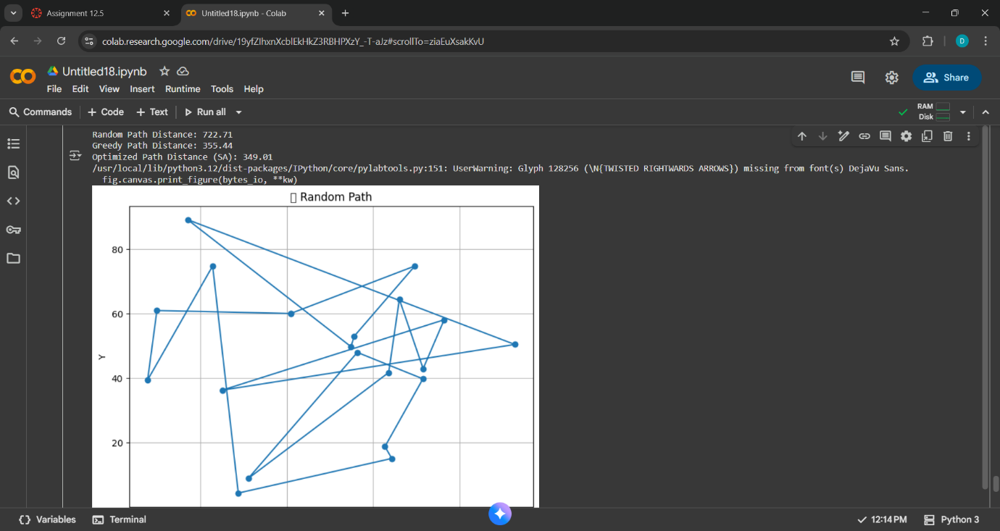 Assignment 12.5
Untitled18.ipynb - Colab
colab.research.google.com/drive/19yfZlhxnXcblEkHkZ3RBHPXzY_-T-aJz#scrollTo=ziaEuXsakKvU
D
Untitled18.ipynb
File Edit View Insert Runtime Tools Help
Share
Commands + Code + Text Run all
RAM
Disk
Random Path Distance: 722.71
Greedy Path Distance: 355.44
Optimized Path Distance (SA): 349.01
/usr/local/lib/python3.12/dist-packages/IPython/core/pylabtools.py:151: UserWarning: Glyph 128256 (\N{TWISTED RIGHTWARDS ARROWS}) missing from font(s) DejaVu Sans.
fig.canvas.print_figure(bytes_io, **kw)
Random Path
80
60
Y
40
20
Variables Terminal
12:14 PM Python 3